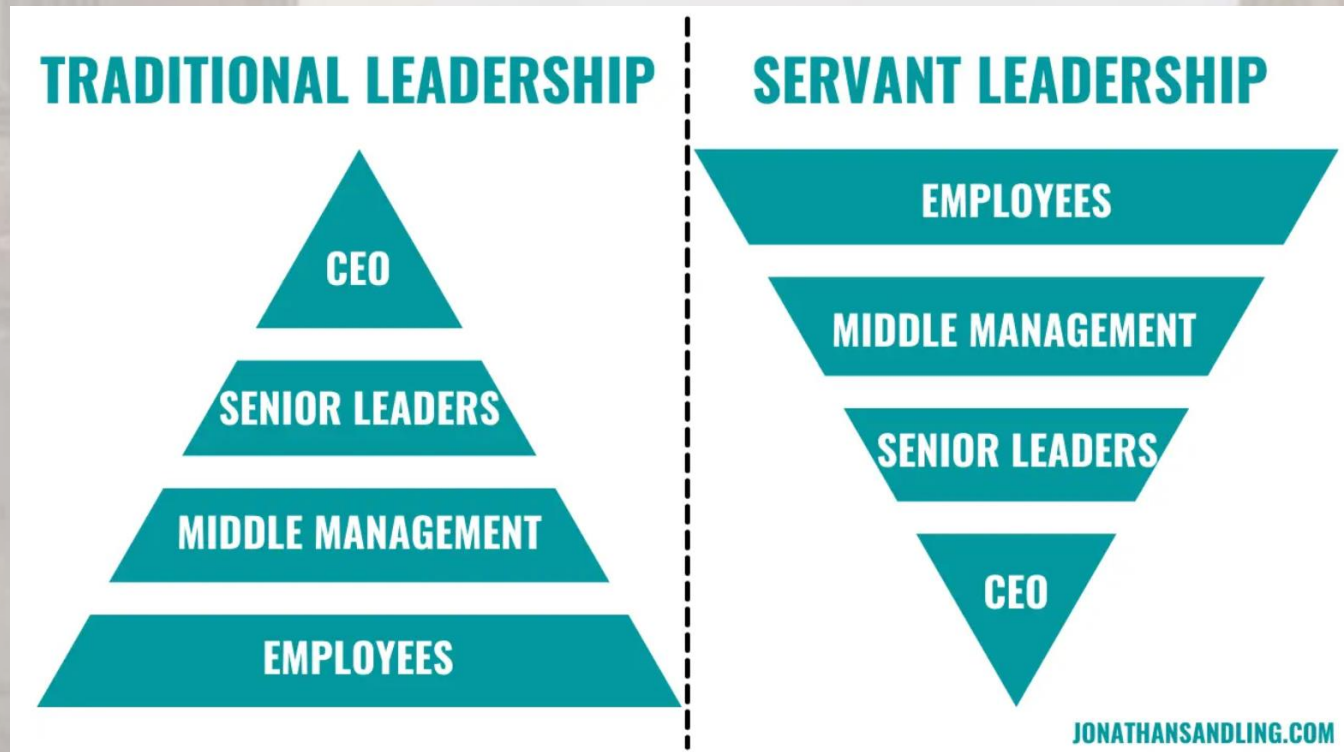 TRADITIONAL LEADERSHIP
CEO
SENIOR LEADERS
MIDDLE MANAGEMENT
EMPLOYEES
SERVANT LEADERSHIP
EMPLOYEES
MIDDLE MANAGEMENT
SENIOR LEADERS
CEO
JONATHANSANDLING.COM